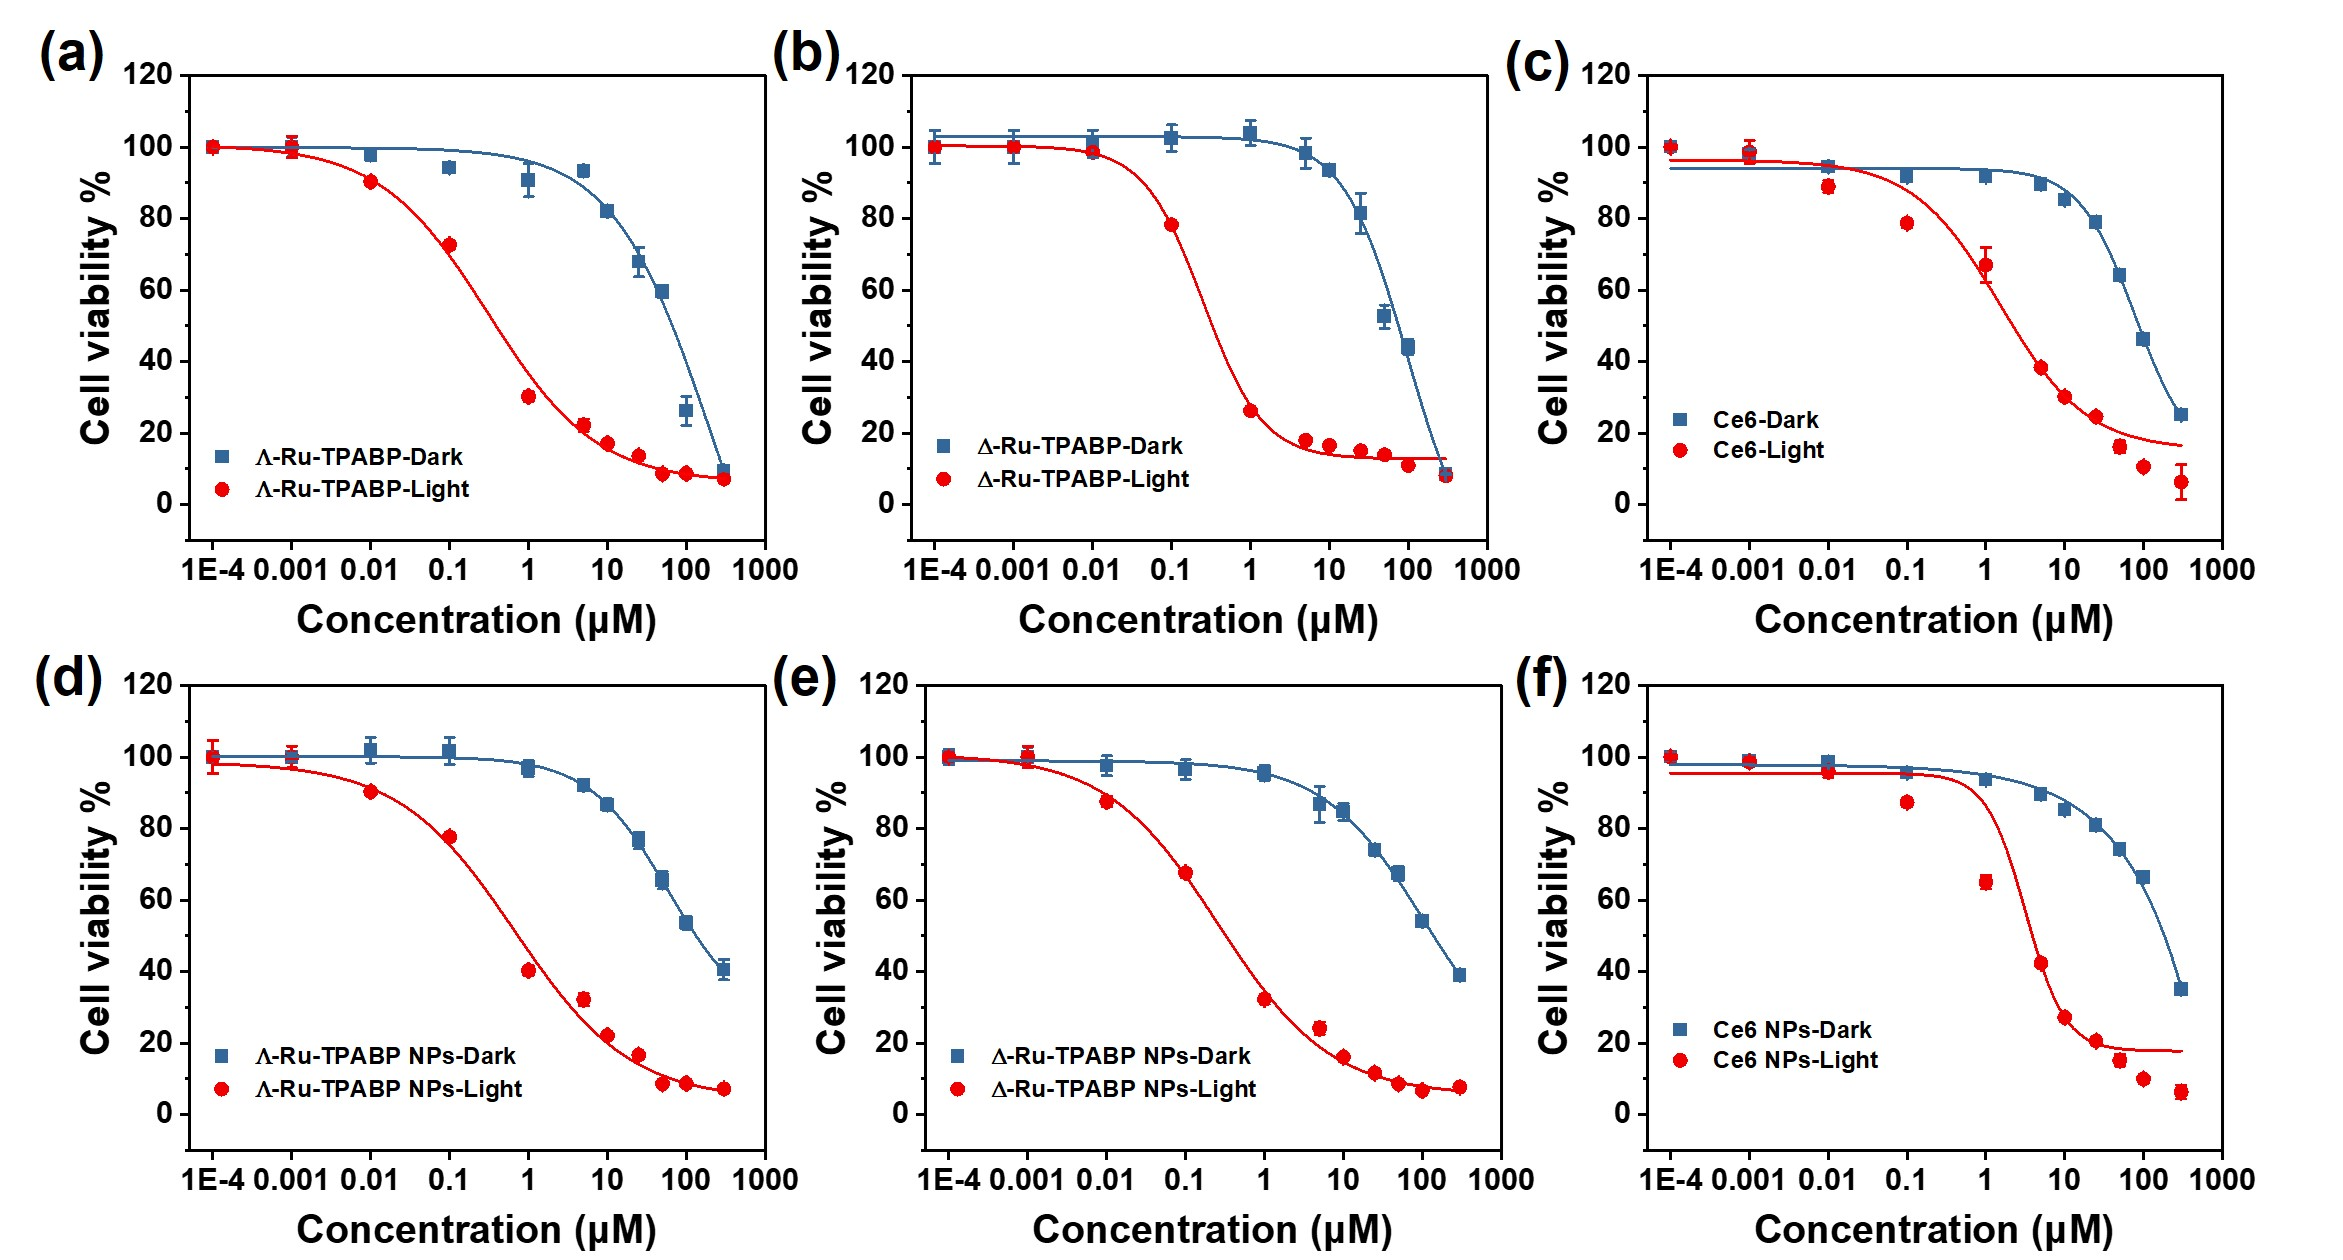 (a)
120
100
80
60
40
20
0
Cell viability %
Λ-Ru-TPABP-Dark
Λ-Ru-TPABP-Light
1E-4 0.001 0.01 0.1 1 10 100 1000
Concentration (μM)
(b)
120
100
80
60
40
20
0
Cell viability %
Δ-Ru-TPABP-Dark
Δ-Ru-TPABP-Light
1E-4 0.001 0.01 0.1 1 10 100 1000
Concentration (μM)
(c)
120
100
80
60
40
20
0
Cell viability %
Ce6-Dark
Ce6-Light
1E-4 0.001 0.01 0.1 1 10 100 1000
Concentration (μM)
(d)
120
100
80
60
40
20
0
Cell viability %
Λ-Ru-TPABP NPs-Dark
Λ-Ru-TPABP NPs-Light
1E-4 0.001 0.01 0.1 1 10 100 1000
Concentration (μM)
(e)
120
100
80
60
40
20
0
Cell viability %
Δ-Ru-TPABP NPs-Dark
Δ-Ru-TPABP NPs-Light
1E-4 0.001 0.01 0.1 1 10 100 1000
Concentration (μM)
(f)
120
100
80
60
40
20
0
Cell viability %
Ce6 NPs-Dark
Ce6 NPs-Light
1E-4 0.001 0.01 0.1 1 10 100 1000
Concentration (μM)